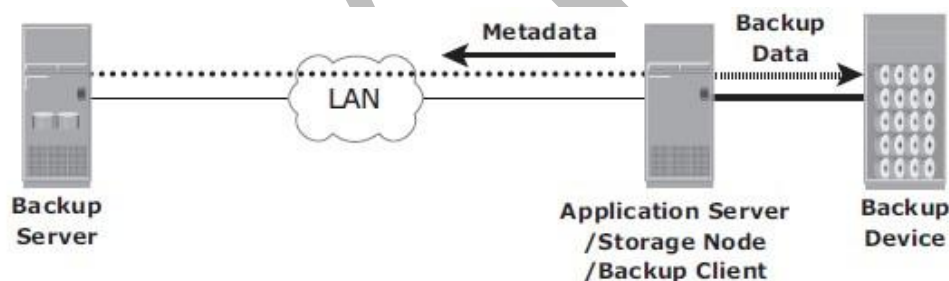 Metadata
Backup
Data
LAN
Backup
Server
Application Server
/Storage Node
/Backup Client
Backup
Device